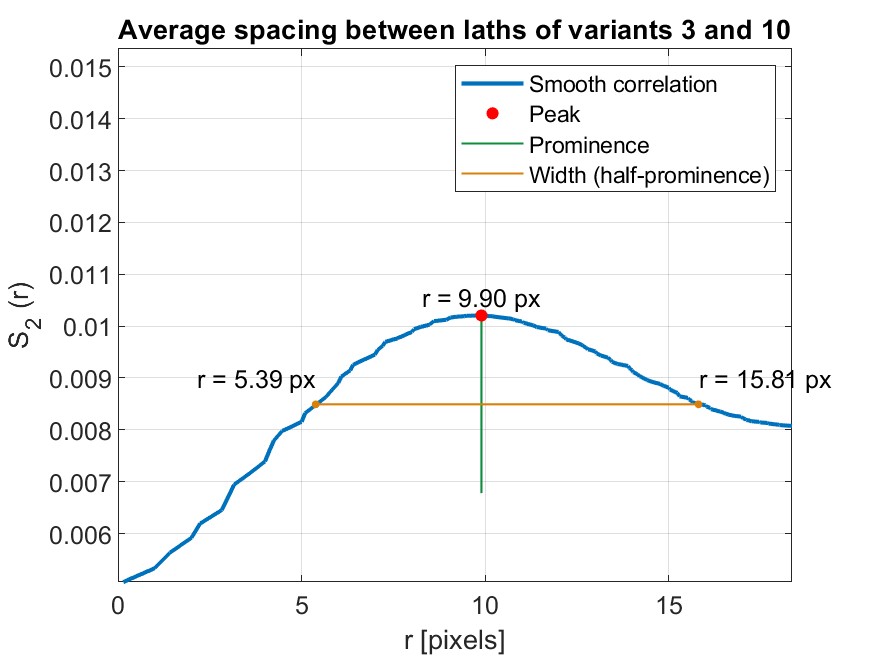 Average spacing between laths of variants 3 and 10
0.015
0.014
0.013
0.012
0.011
0.01
0.009
0.008
0.007
0.006
S2 (r)
Smooth correlation
Peak
Prominence
Width (half-prominence)
r = 9.90 px
r = 5.39 px
r = 15.81 px
0 5 10 15
r [pixels]